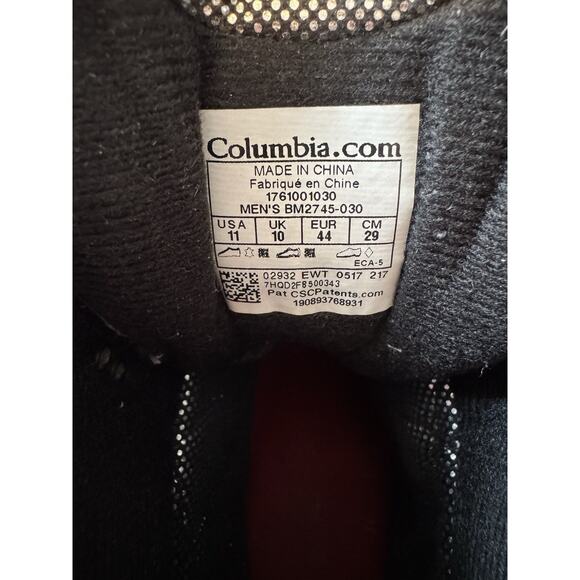 Columbia.com
MADE IN CHINA
Fabriqué en Chine
1761001030
MEN'S BM2745-030
USA UK EUR CM
11 10 44 29
ECA-5
02932 EWT 0517 217
7HQD2FB500343
Pat CSCPatents.com
190893768931